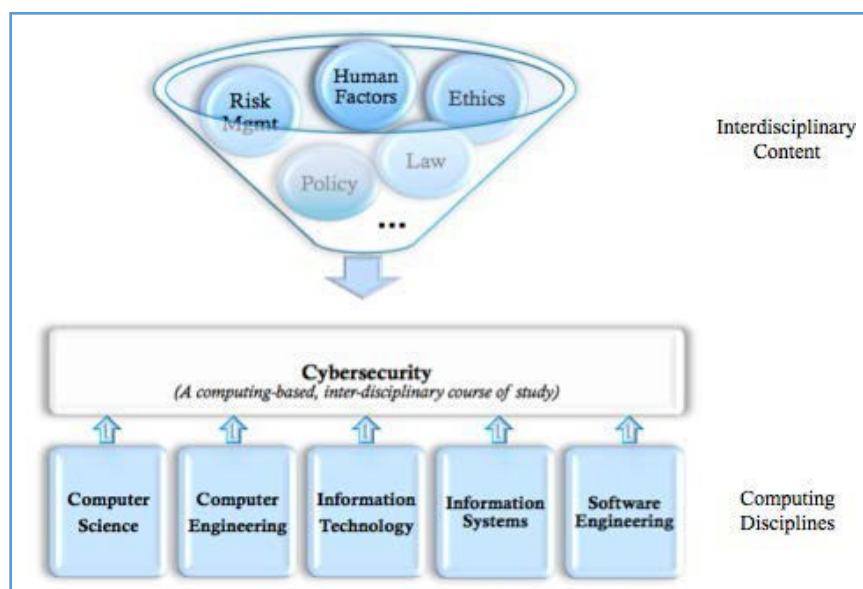 Human
Factors
Risk
Mgmt
Ethics
Law
Policy
...
Interdisciplinary
Content
Cybersecurity
(A computing-based, inter-disciplinary course of study)
Computer
Science
Computer
Engineering
Information
Technology
Information
Systems
Software
Engineering
Computing
Disciplines